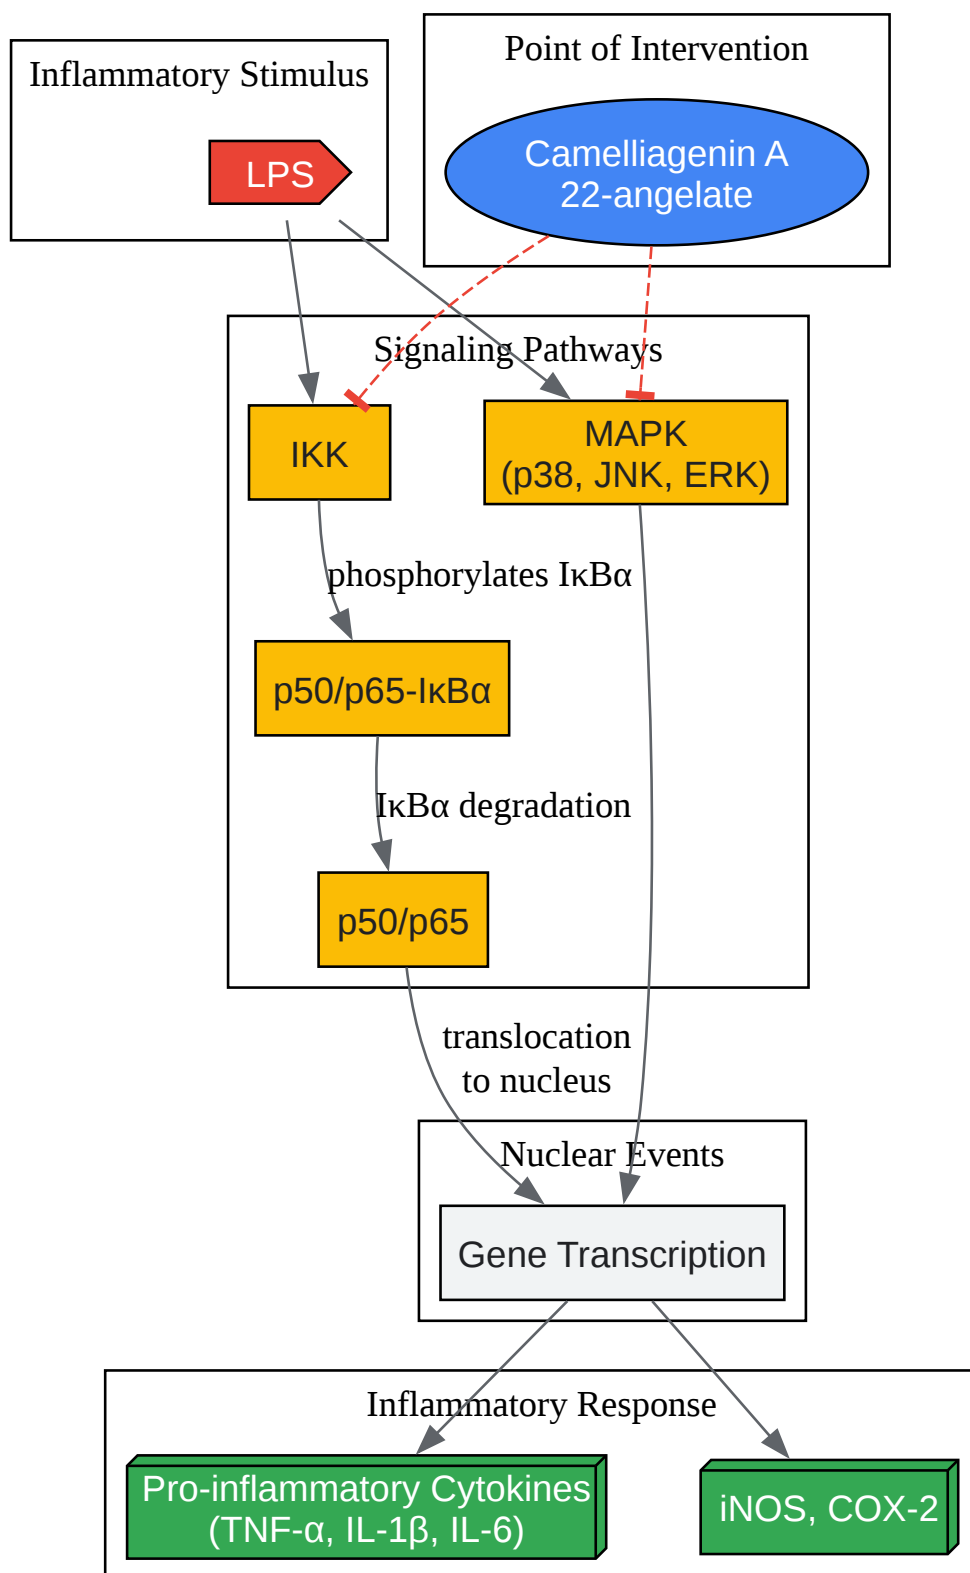 Inflammatory Stimulus
LPS
Point of Intervention
Camelliagenin A
22-angelate
Signaling Pathways
IKK
MAPK
(p38, JNK, ERK)
phosphorylates IκBα
p50/p65-IκBα
IκBα degradation
p50/p65
translocation
to nucleus
Nuclear Events
Gene Transcription
Inflammatory Response
Pro-inflammatory Cytokines
(TNF-α, IL-1β, IL-6)
iNOS, COX-2